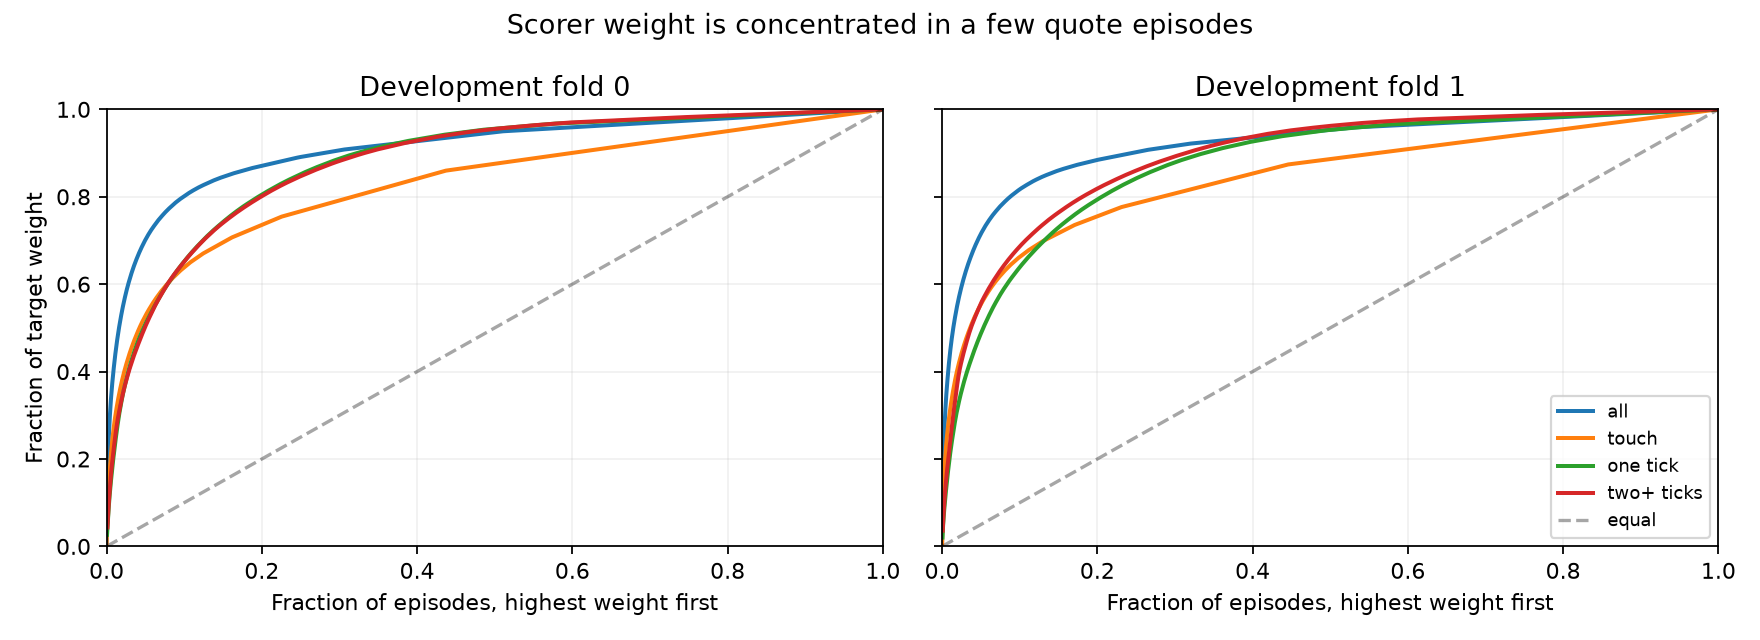 Scorer weight is concentrated in a few quote episodes
Development fold 0
Development fold 1
Fraction of target weight
1.0
0.8
0.6
0.4
0.2
0.0
0.0 0.2 0.4 0.6 0.8 1.0
0.0 0.2 0.4 0.6 0.8 1.0
Fraction of episodes, highest weight first
Fraction of episodes, highest weight first
all
touch
one tick
two+ ticks
equal